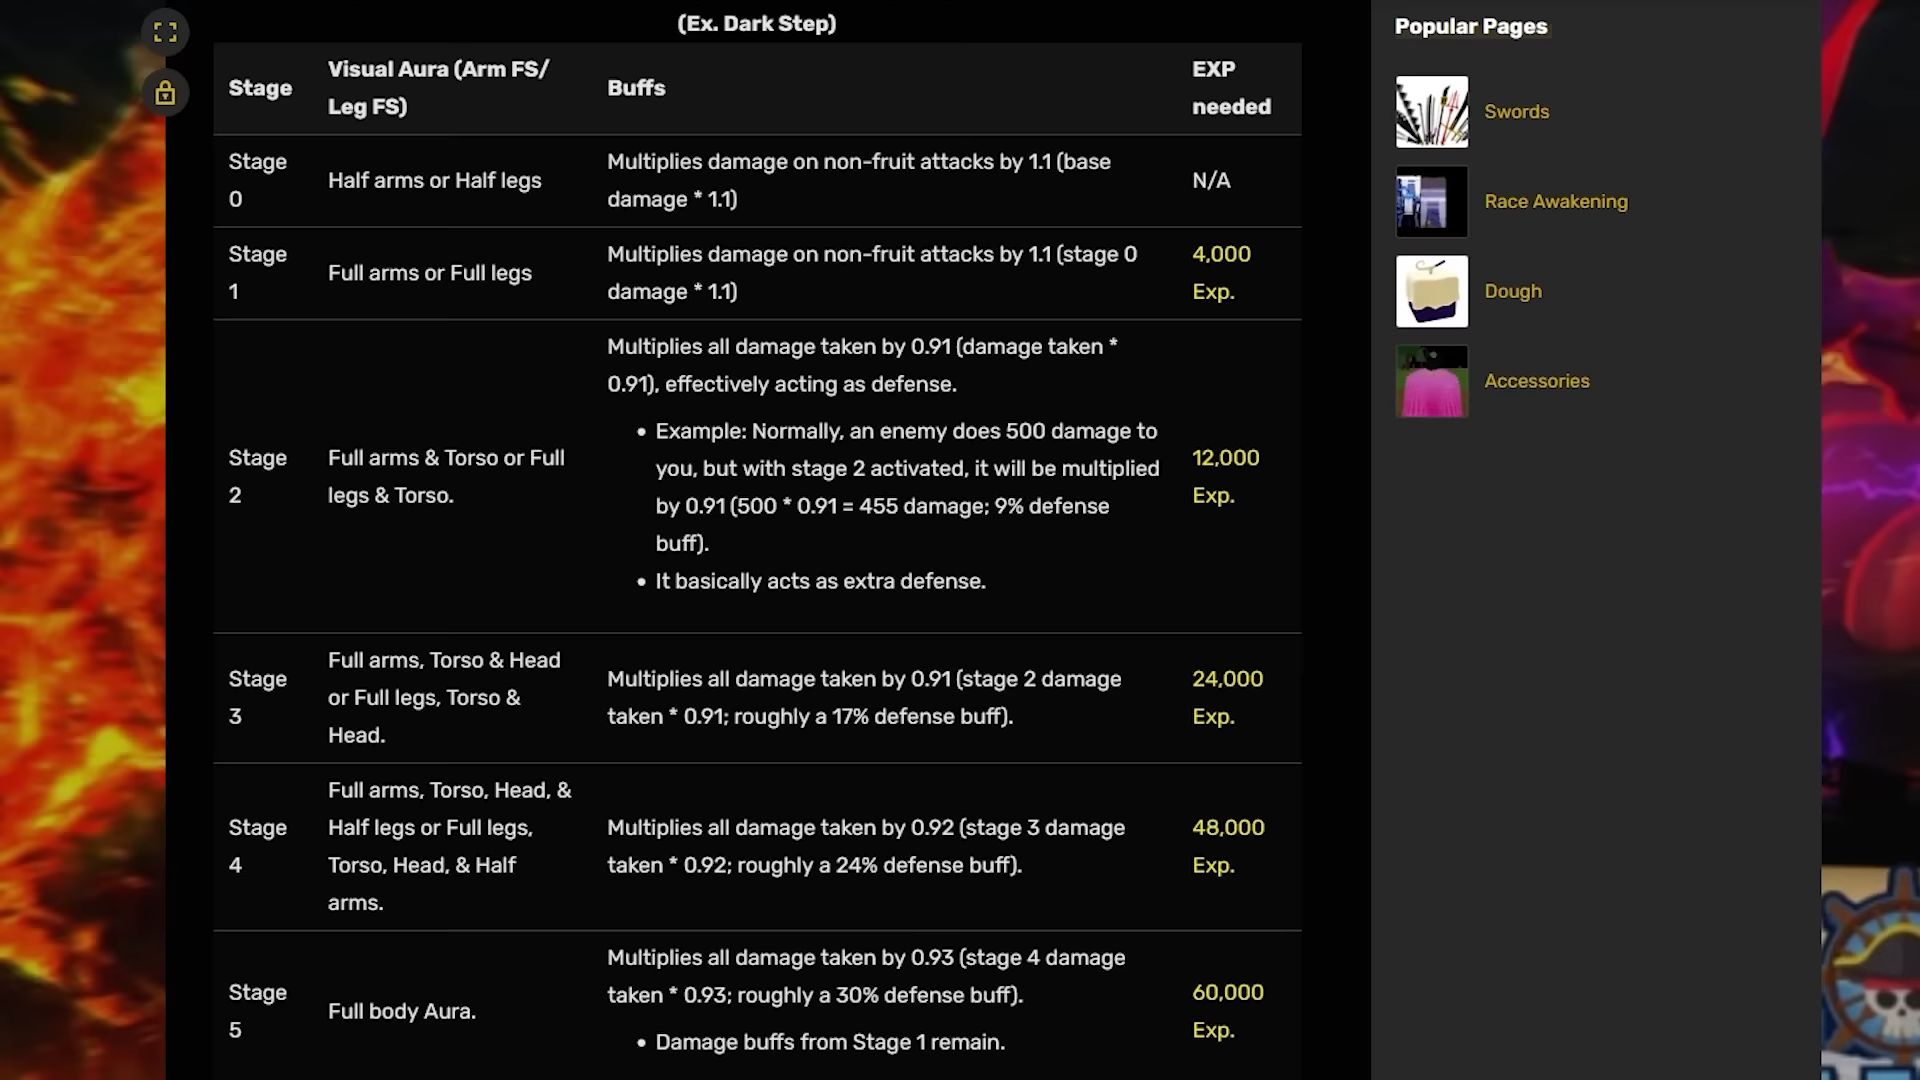 (Ex. Dark Step)
Stage
Visual Aura (Arm FS/
Leg FS)
Buffs
EXP
needed
Stage
0
Half arms or Half legs
Multiplies damage on non-fruit attacks by 1.1 (base
damage * 1.1)
N/A
Stage
1
Full arms or Full legs
Multiplies damage on non-fruit attacks by 1.1 (stage 0
damage * 1.1)
4,000
Exp.
Stage
2
Full arms & Torso or Full
legs & Torso.
Multiplies all damage taken by 0.91 (damage taken *
0.91), effectively acting as defense.
• Example: Normally, an enemy does 500 damage to
you, but with stage 2 activated, it will be multiplied
by 0.91 (500 * 0.91 = 455 damage; 9% defense
buff).
• It basically acts as extra defense.
12,000
Exp.
Stage
3
Full arms, Torso & Head
or Full legs, Torso &
Head.
Multiplies all damage taken by 0.91 (stage 2 damage
taken * 0.91; roughly a 17% defense buff).
24,000
Exp.
Stage
4
Full arms, Torso, Head, &
Half legs or Full legs,
Torso, Head, & Half
arms.
Multiplies all damage taken by 0.92 (stage 3 damage
taken * 0.92; roughly a 24% defense buff).
48,000
Exp.
Stage
5
Full body Aura.
Multiplies all damage taken by 0.93 (stage 4 damage
taken * 0.93; roughly a 30% defense buff).
• Damage buffs from Stage 1 remain.
60,000
Exp.
Popular Pages
Swords
Race Awakening
Dough
Accessories